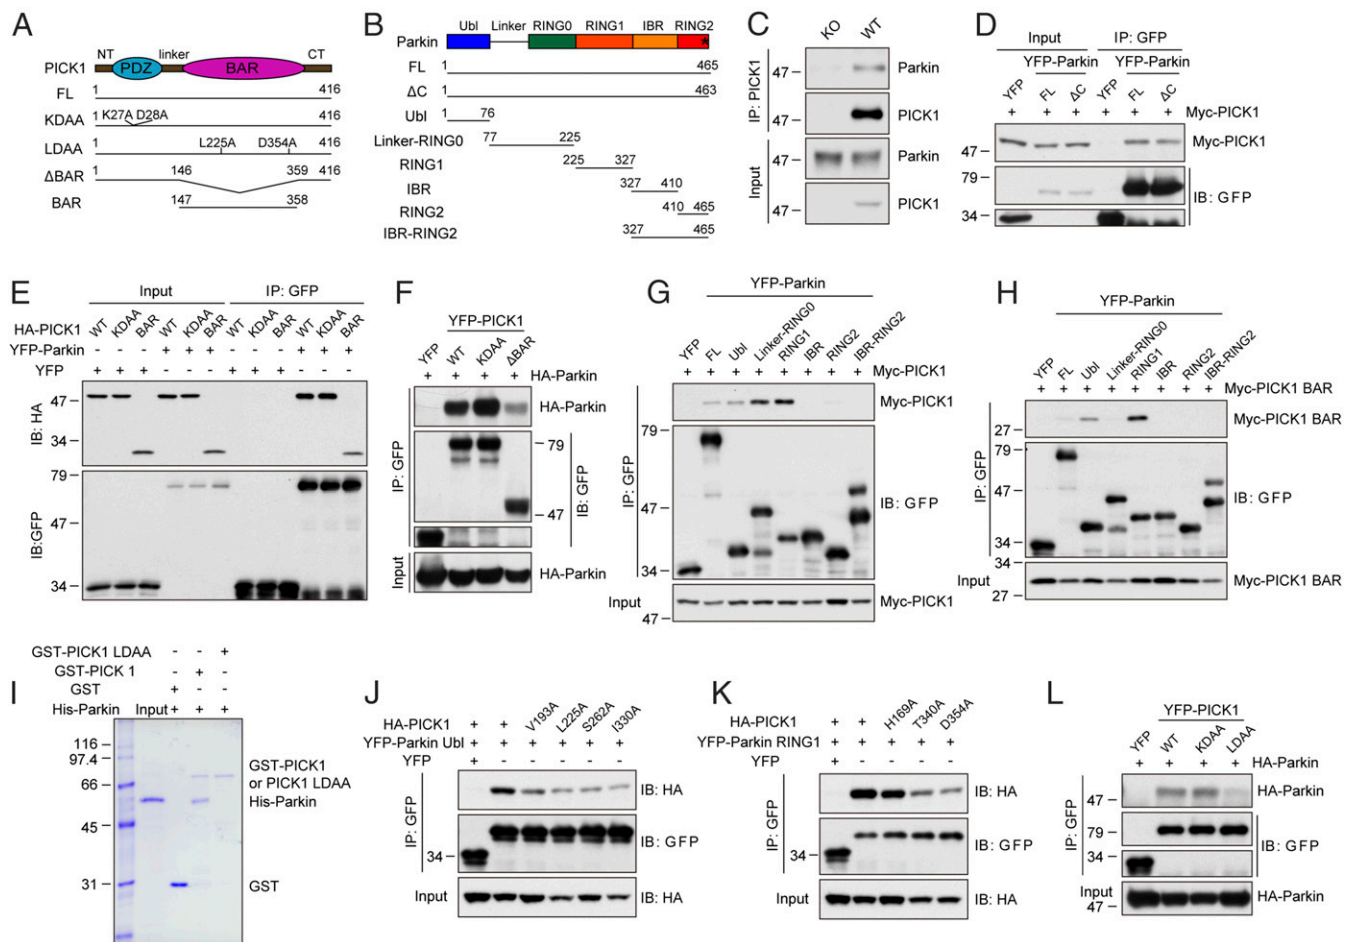 A
NT linker CT
PICK1 PDZ BAR
FL 1 416
KDAA 1 K27A D28A 416
LDAA 1 L225A D354A 416
ΔBAR 1 146 359 416
BAR 147 358
B
Ubl Linker RING0 RING1 IBR RING2
Parkin
FL 1 465
ΔC 1 463
Ubl 1 76
Linker-RING0 77 225
RING1 225 327
IBR 327 410
RING2 410 465
IBR-RING2 327 465
C
KO WT
IP: PICK1
47 Parkin
47 PICK1
Input
47 Parkin
47 PICK1
D
Input IP: GFP
YFP-Parkin YFP-Parkin
YFP FL ΔC YFP FL ΔC
+ + + + + + Myc-PICK1
47 Myc-PICK1
79
34
IB: GFP
E
Input IP: GFP
HA-PICK1 WT KDAA BAR WT KDAA BAR WT KDAA BAR WT KDAA BAR
YFP-Parkin - - - + + + - - - + + +
YFP + + + - - - + + + - - -
IB: HA
47
34
IB:GFP
79
47
34
F
YFP-PICK1
YFP WT KDAA ΔBAR
+ + + + HA-Parkin
HA-Parkin
IP: GFP
79
47
IB: GFP
Input HA-Parkin
G
YFP-Parkin
YFP FL Ubl Linker-RING0 RING1 IBR RING2 IBR-RING2
+ + + + + + + + Myc-PICK1
Myc-PICK1
IP: GFP
79
47
34
IB: GFP
Input
47
Myc-PICK1
H
YFP-Parkin
YFP FL Ubl Linker-RING0 RING1 IBR RING2 IBR-RING2
+ + + + + + + + Myc-PICK1 BAR
27 Myc-PICK1 BAR
IP: GFP
79
47
34
IB: GFP
Input
27
Myc-PICK1 BAR
I
GST-PICK1 LDAA - - +
GST-PICK 1 - + -
GST + - -
His-Parkin Input + + +
116
97.4
66
45
31
GST-PICK1
or PICK1 LDAA
His-Parkin
GST
J
HA-PICK1 + + V193A L225A S262A I330A
YFP-Parkin Ubl + + + + + +
YFP + - - - - -
IP: GFP
IB: HA
34 IB: GFP
Input IB: HA
K
HA-PICK1 + + H169A T340A D354A
YFP-Parkin RING1 + + + + +
YFP + - - - -
IP: GFP
IB: HA
34 IB: GFP
Input IB: HA
L
YFP-PICK1
YFP WT KDAA LDAA
+ + + + HA-Parkin
IP: GFP
47 HA-Parkin
79
34
IB: GFP
Input
47
HA-Parkin